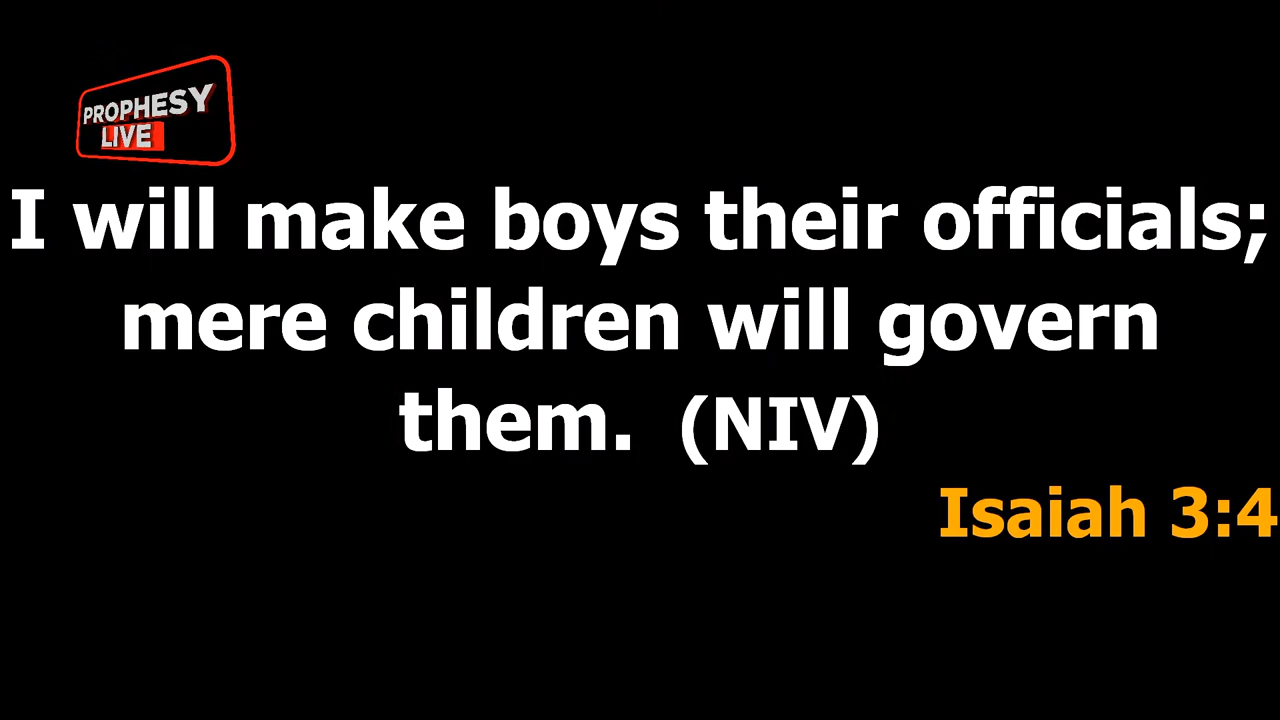 PROPHESY
LIVE
I will make boys their officials;
mere children will govern
them. (NIV)
Isaiah 3:4